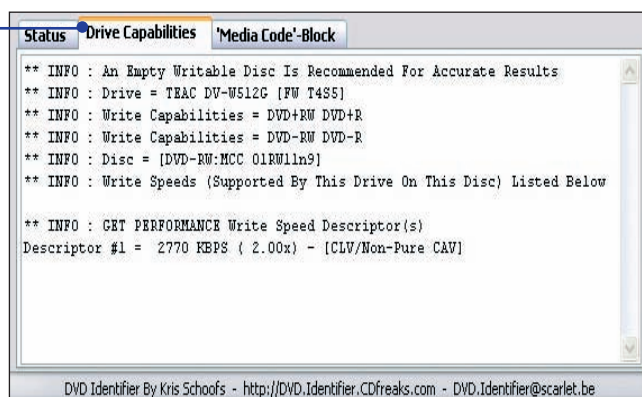 Status Drive Capabilities 'Media Code'-Block
** INFO : An Empty Writable Disc Is Recommended For Accurate Results
** INFO : Drive = TEAC DV-W512G [FW T4S5]
** INFO : Write Capabilities = DVD+RW DVD+R
** INFO : Write Capabilities = DVD-RW DVD-R
** INFO : Disc = [DVD-RW:MCC 01RW11n9]
** INFO : Write Speeds (Supported By This Drive On This Disc) Listed Below
** INFO : GET PERFORMANCE Write Speed Descriptor(s)
Descriptor #1 = 2770 KBPS ( 2.00x) - [CLV/Non-Pure CAV]
DVD Identifier By Kris Schoofs - http://DVD.Identifier.CDfreaks.com - DVD.Identifier@scarlet.be